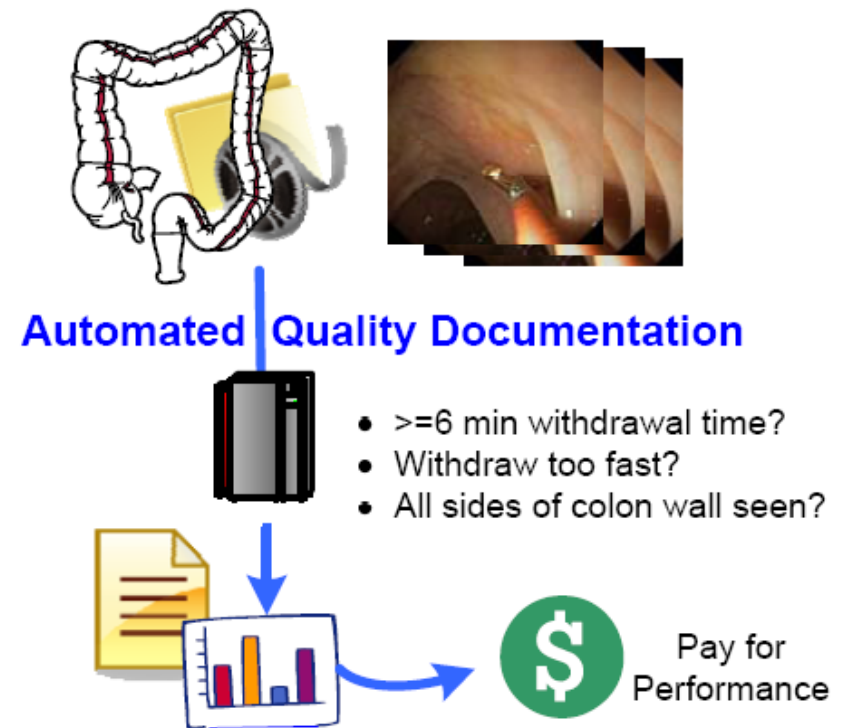 Automated Quality Documentation
• >=6 min withdrawal time?
• Withdraw too fast?
• All sides of colon wall seen?
$
Pay for
Performance